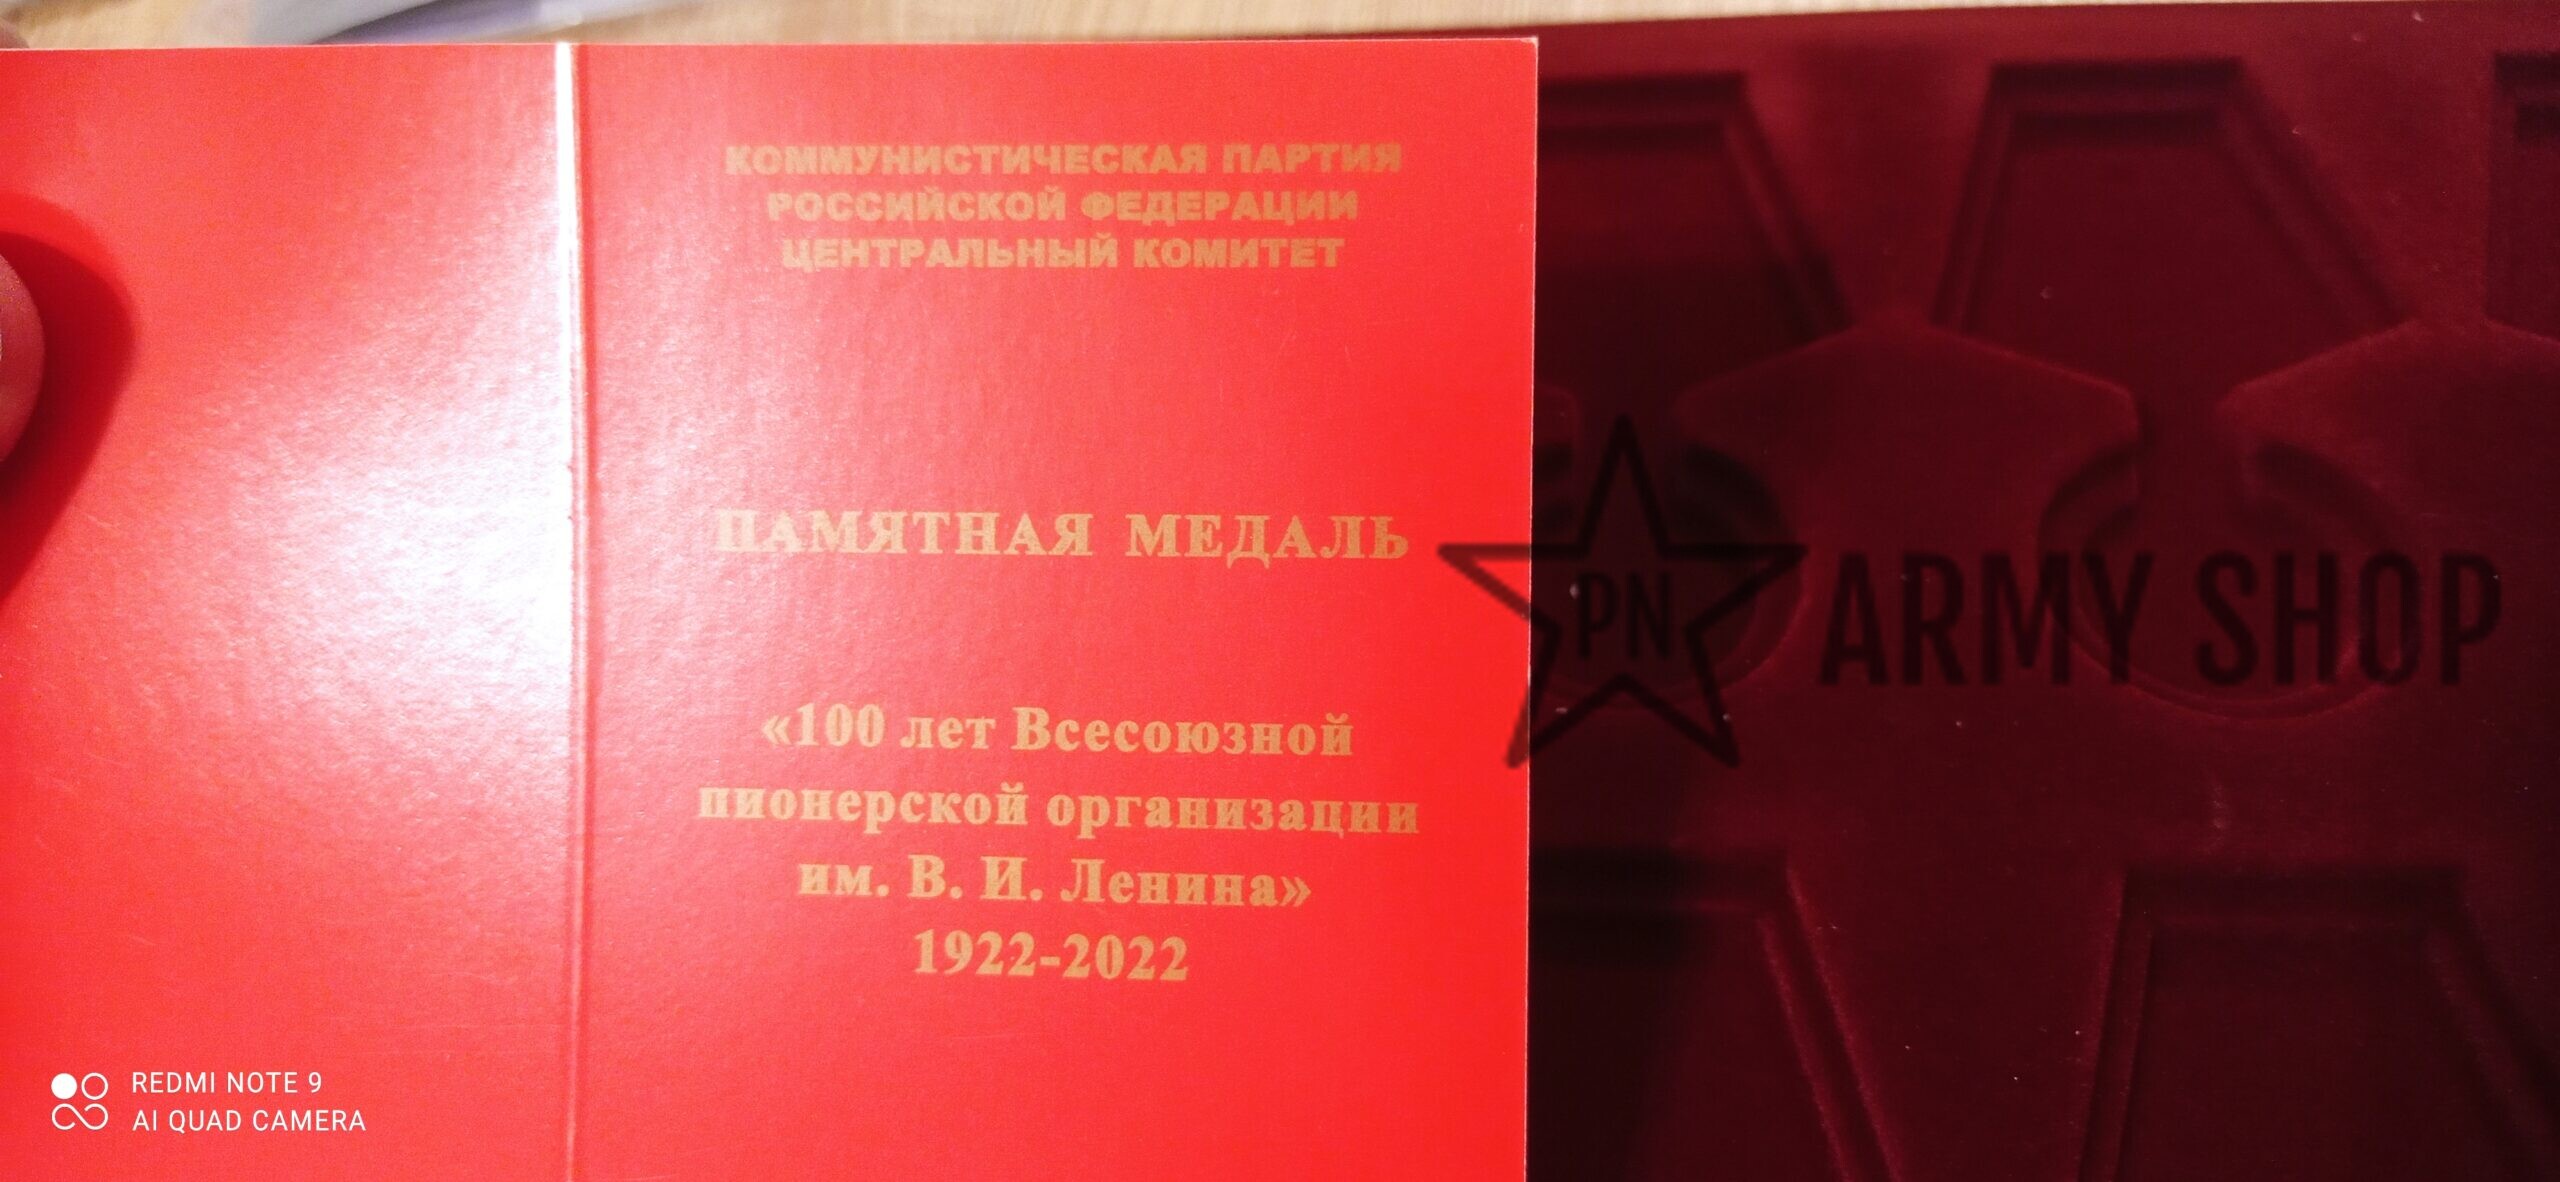 КОММУНИСТИЧЕСКАЯ ПАРТИЯ
РОССИЙСКОЙ ФЕДЕРАЦИИ
ЦЕНТРАЛЬНЫЙ КОМИТЕТ
ПАМЯТНАЯ МЕДАЛЬ
«100 лет Всесоюзной
пионерской организации
им. В. И. Ленина»
1922-2022
PN ARMY SHOP
REDMI NOTE 9
AI QUAD CAMERA